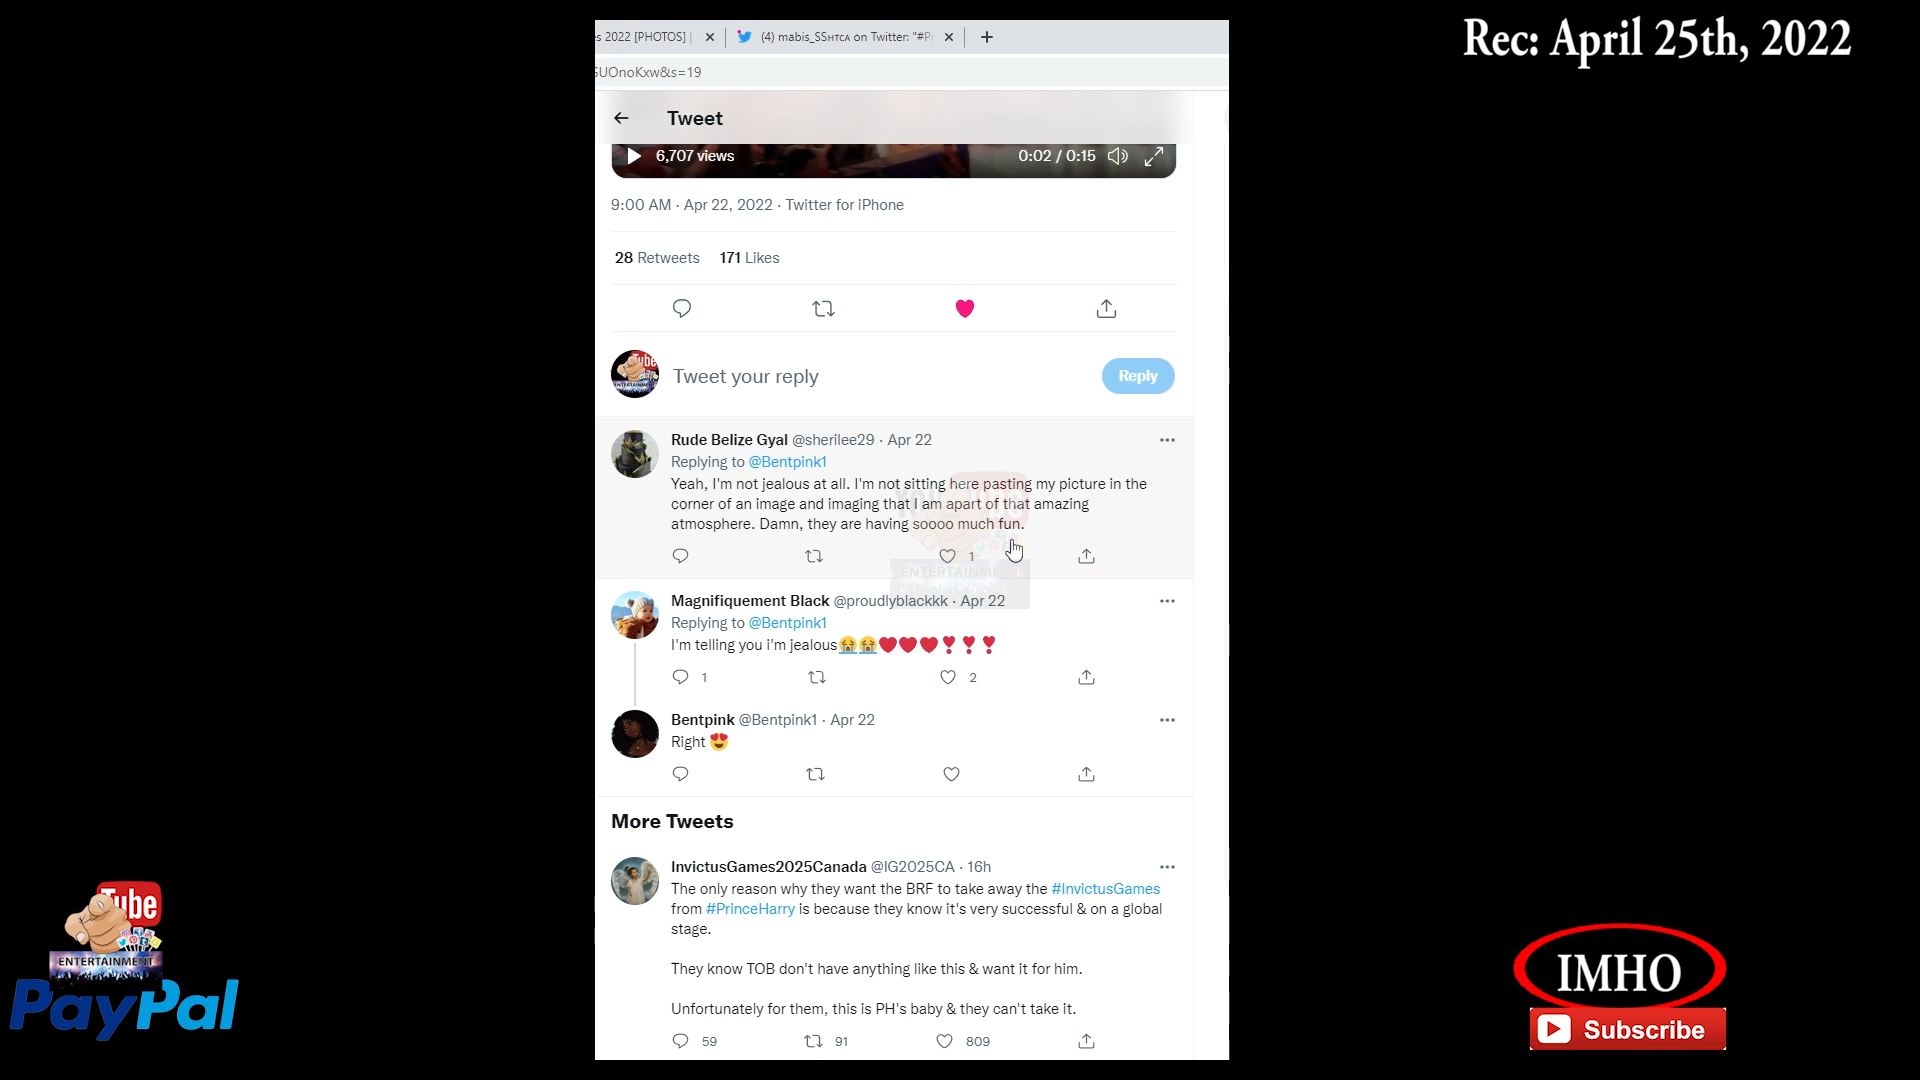 Rec: April 25th, 2022
s 2022 [PHOTOS] |
(4) mabis_SSHTCA on Twitter: "#Pr
GUOnoKxw&s=19
Tweet
6,707 views
0:02 / 0:15
9:00 AM · Apr 22, 2022 · Twitter for iPhone
28 Retweets 171 Likes
Tweet your reply
Reply
Rude Belize Gyal @sherilee29 · Apr 22
Replying to @Bentpink1
Yeah, I'm not jealous at all. I'm not sitting here pasting my picture in the
corner of an image and imaging that I am apart of that amazing
atmosphere. Damn, they are having soooo much fun.
1
Magnifiquement Black @proudlyblackkk · Apr 22
Replying to @Bentpink1
I'm telling you i'm jealous😭😭❤❤❤❣❣❣
1 2
Bentpink @Bentpink1 · Apr 22
Right 😍
More Tweets
InvictusGames2025Canada @IG2025CA · 16h
The only reason why they want the BRF to take away the #InvictusGames
from #PrinceHarry is because they know it's very successful & on a global
stage.
They know TOB don't have anything like this & want it for him.
Unfortunately for them, this is PH's baby & they can't take it.
59 91 809
Tube
ENTERTAINMENT
PayPal
IMHO
Subscribe